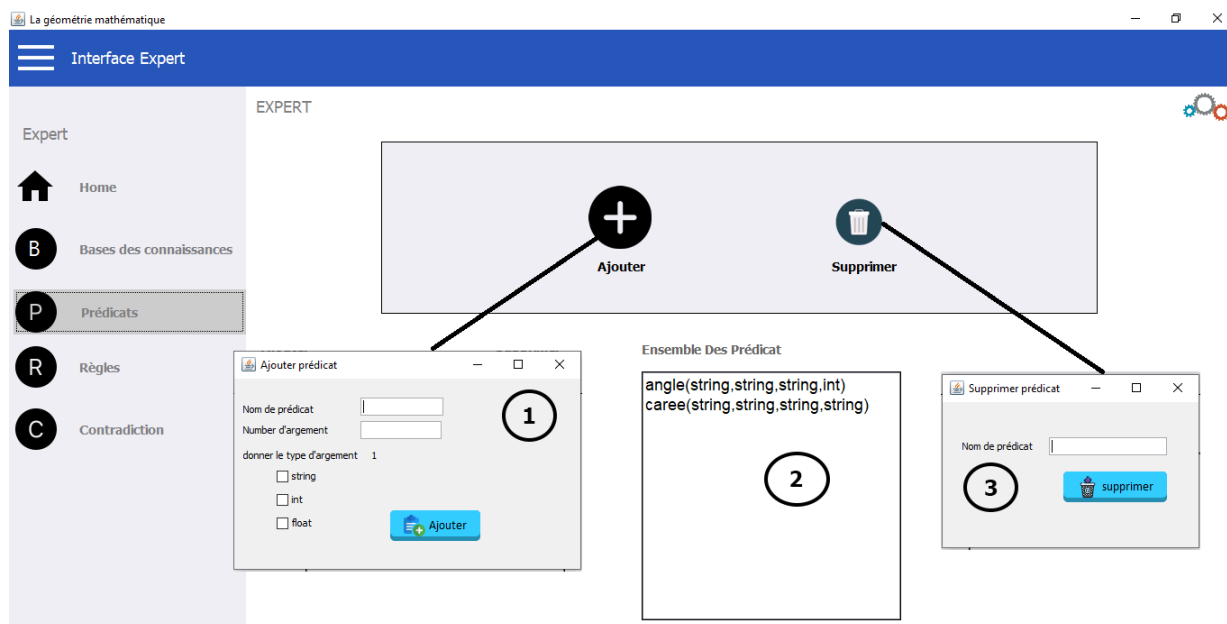 La géométrie mathématique
Interface Expert
EXPERT
Expert
Home
B
Bases des connaissances
P
Prédicats
R
Règles
C
Contradiction
Ajouter
Supprimer
Ajouter prédicat
1
Nom de prédicat
Number d'argement
donner le type d'argement 1
string
int
float
Ajouter
Ensemble Des Prédicat
angle(string,string,string,int)
caree(string,string,string,string)
2
Supprimer prédicat
Nom de prédicat
3
supprimer